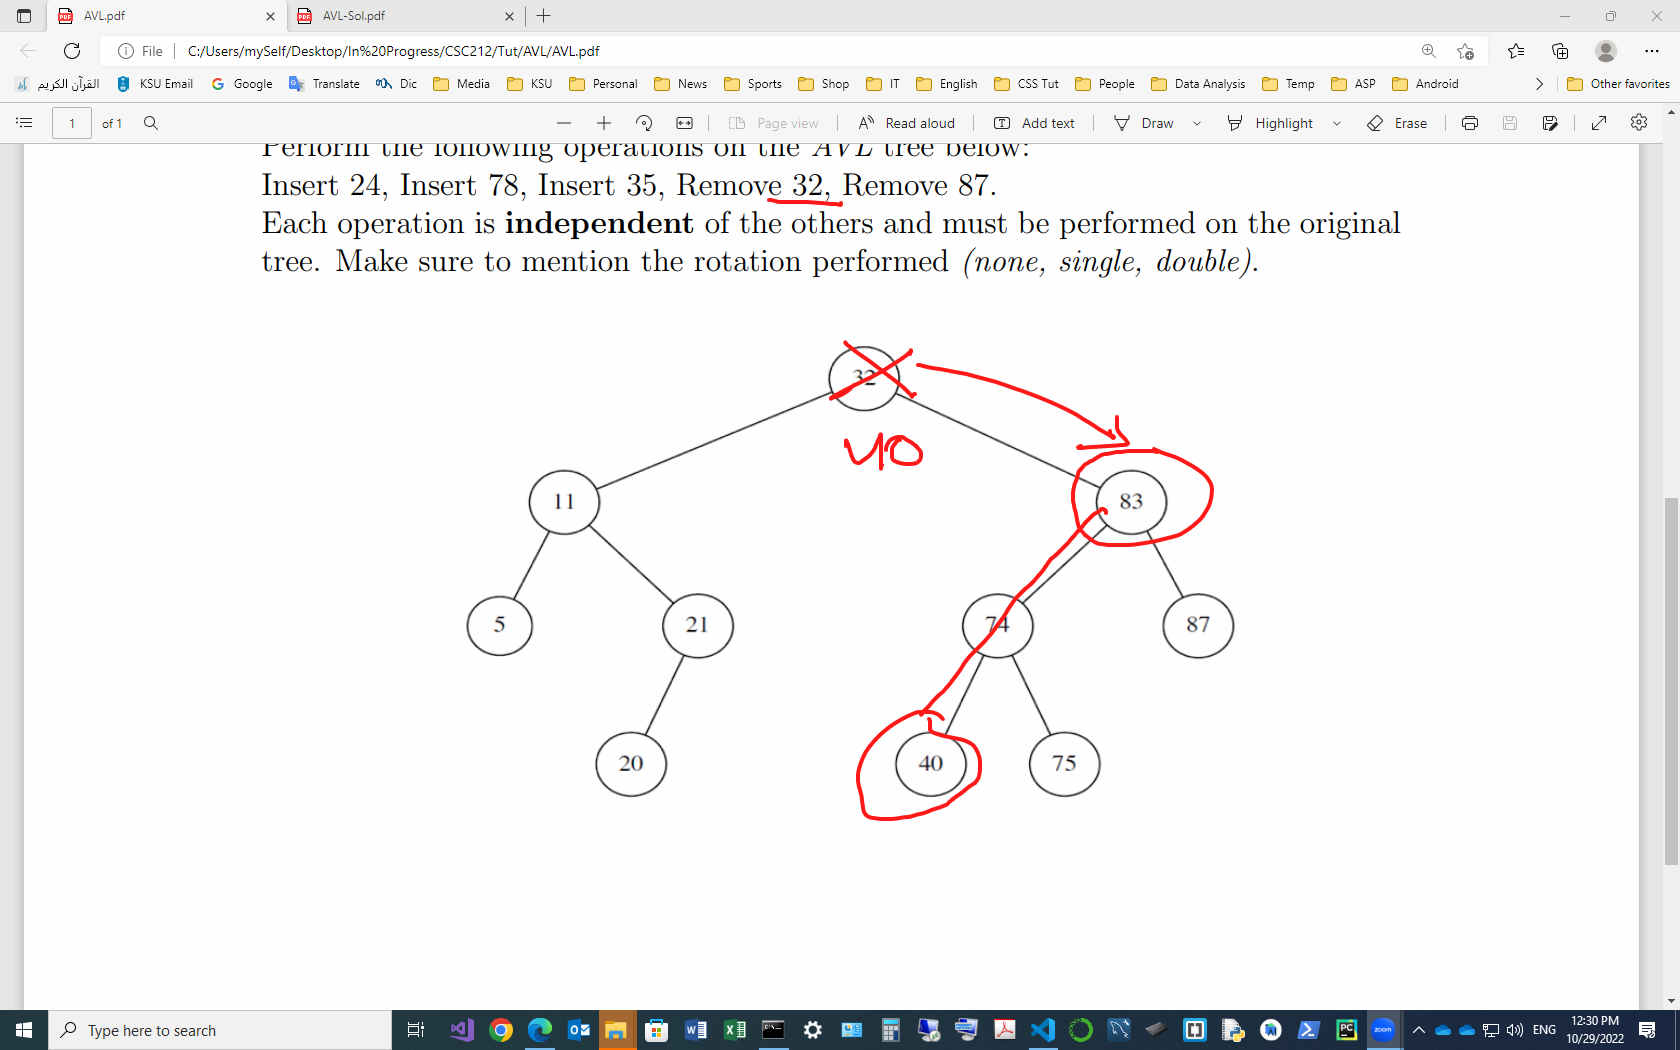 AVL.pdf
AVL-Sol.pdf
File
C:/Users/mySelf/Desktop/In%20Progress/CSC212/Tut/AVL/AVL.pdf
القرآن الكريم KSU Email Google Translate Dic Media KSU Personal News Sports Shop IT English CSS Tut People Data Analysis Temp ASP Android Other favorites
1 of 1 Page view Read aloud Add text Draw Highlight Erase
Perform the following operations on the AVL tree below:
Insert 24, Insert 78, Insert 35, Remove 32, Remove 87.
Each operation is independent of the others and must be performed on the original
tree. Make sure to mention the rotation performed (none, single, double).
32
40
11
83
5
21
74
87
20
40
75
Type here to search
ENG
12:30 PM
10/29/2022